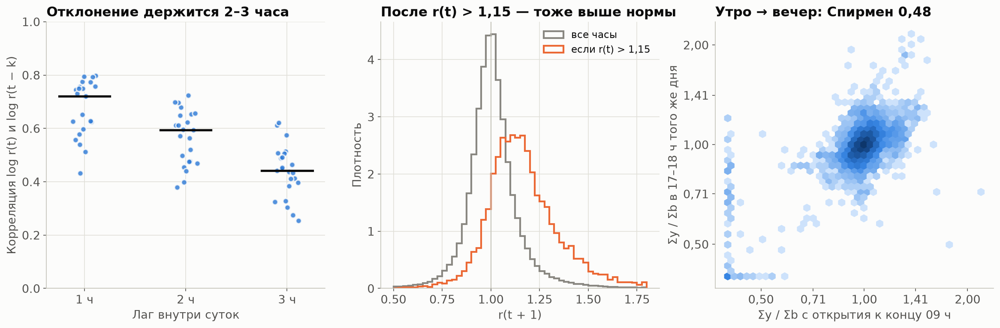 Отклонение держится 2–3 часа
Корреляция log r(t) и log r(t − k)
1.0
0.8
0.6
0.4
0.2
0.0
1 ч
2 ч
3 ч
Лаг внутри суток
После r(t) > 1,15 — тоже выше нормы
все часы
если r(t) > 1,15
Плотность
4
3
2
1
0
0.50
0.75
1.00
1.25
1.50
1.75
r(t + 1)
Утро → вечер: Спирмен 0,48
Σy / Σb в 17–18 ч того же дня
2,00
1,41
1,00
0,71
0,50
0,50
0,71
1,00
1,41
2,00
Σy / Σb с открытия к концу 09 ч